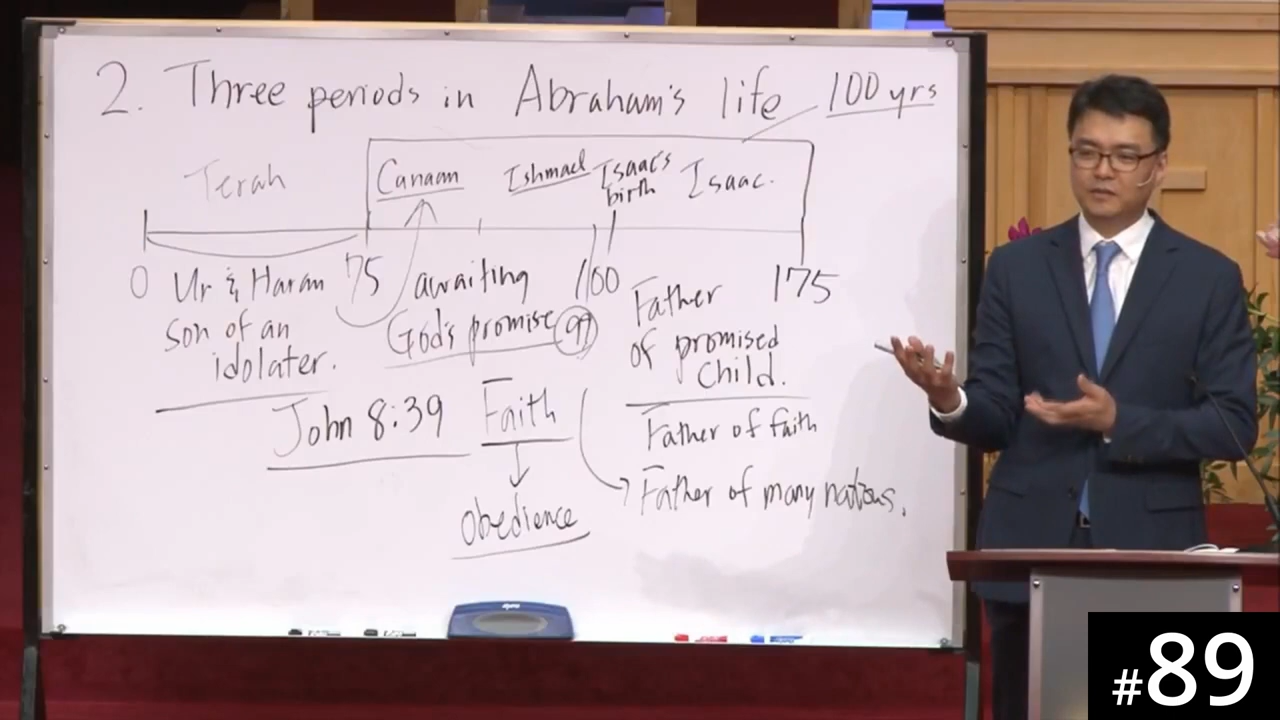 2. Three periods in Abraham's life 100 yrs
Terah Canaan Ishmael Isaac's birth Isaac.
0 Ur & Haran 75 awaiting 100 175
son of an idolater.
God's promise 99
Father of promised child.
John 8:39 Faith
Father of faith
obedience
Father of many nations.
#89